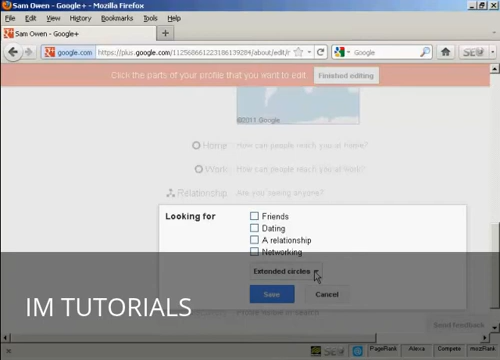 Sam Owen - Google+ - Mozilla Firefox
File Edit View History Bookmarks Tools Help
Sam Owen - Google+
google.com
https://plus.google.com/112568661223186139284/about/edit/r
Google
Click the parts of your profile that you want to edit.
Finished editing
©2011 Google
Home
How can people reach you at home?
Work
How can people reach you at work?
Relationship
Are you seeing anyone?
Looking for
Friends
Dating
A relationship
Networking
Extended circles
Save
Cancel
IM TUTORIALS
Send feedback
PageRank
Alexa
Compete